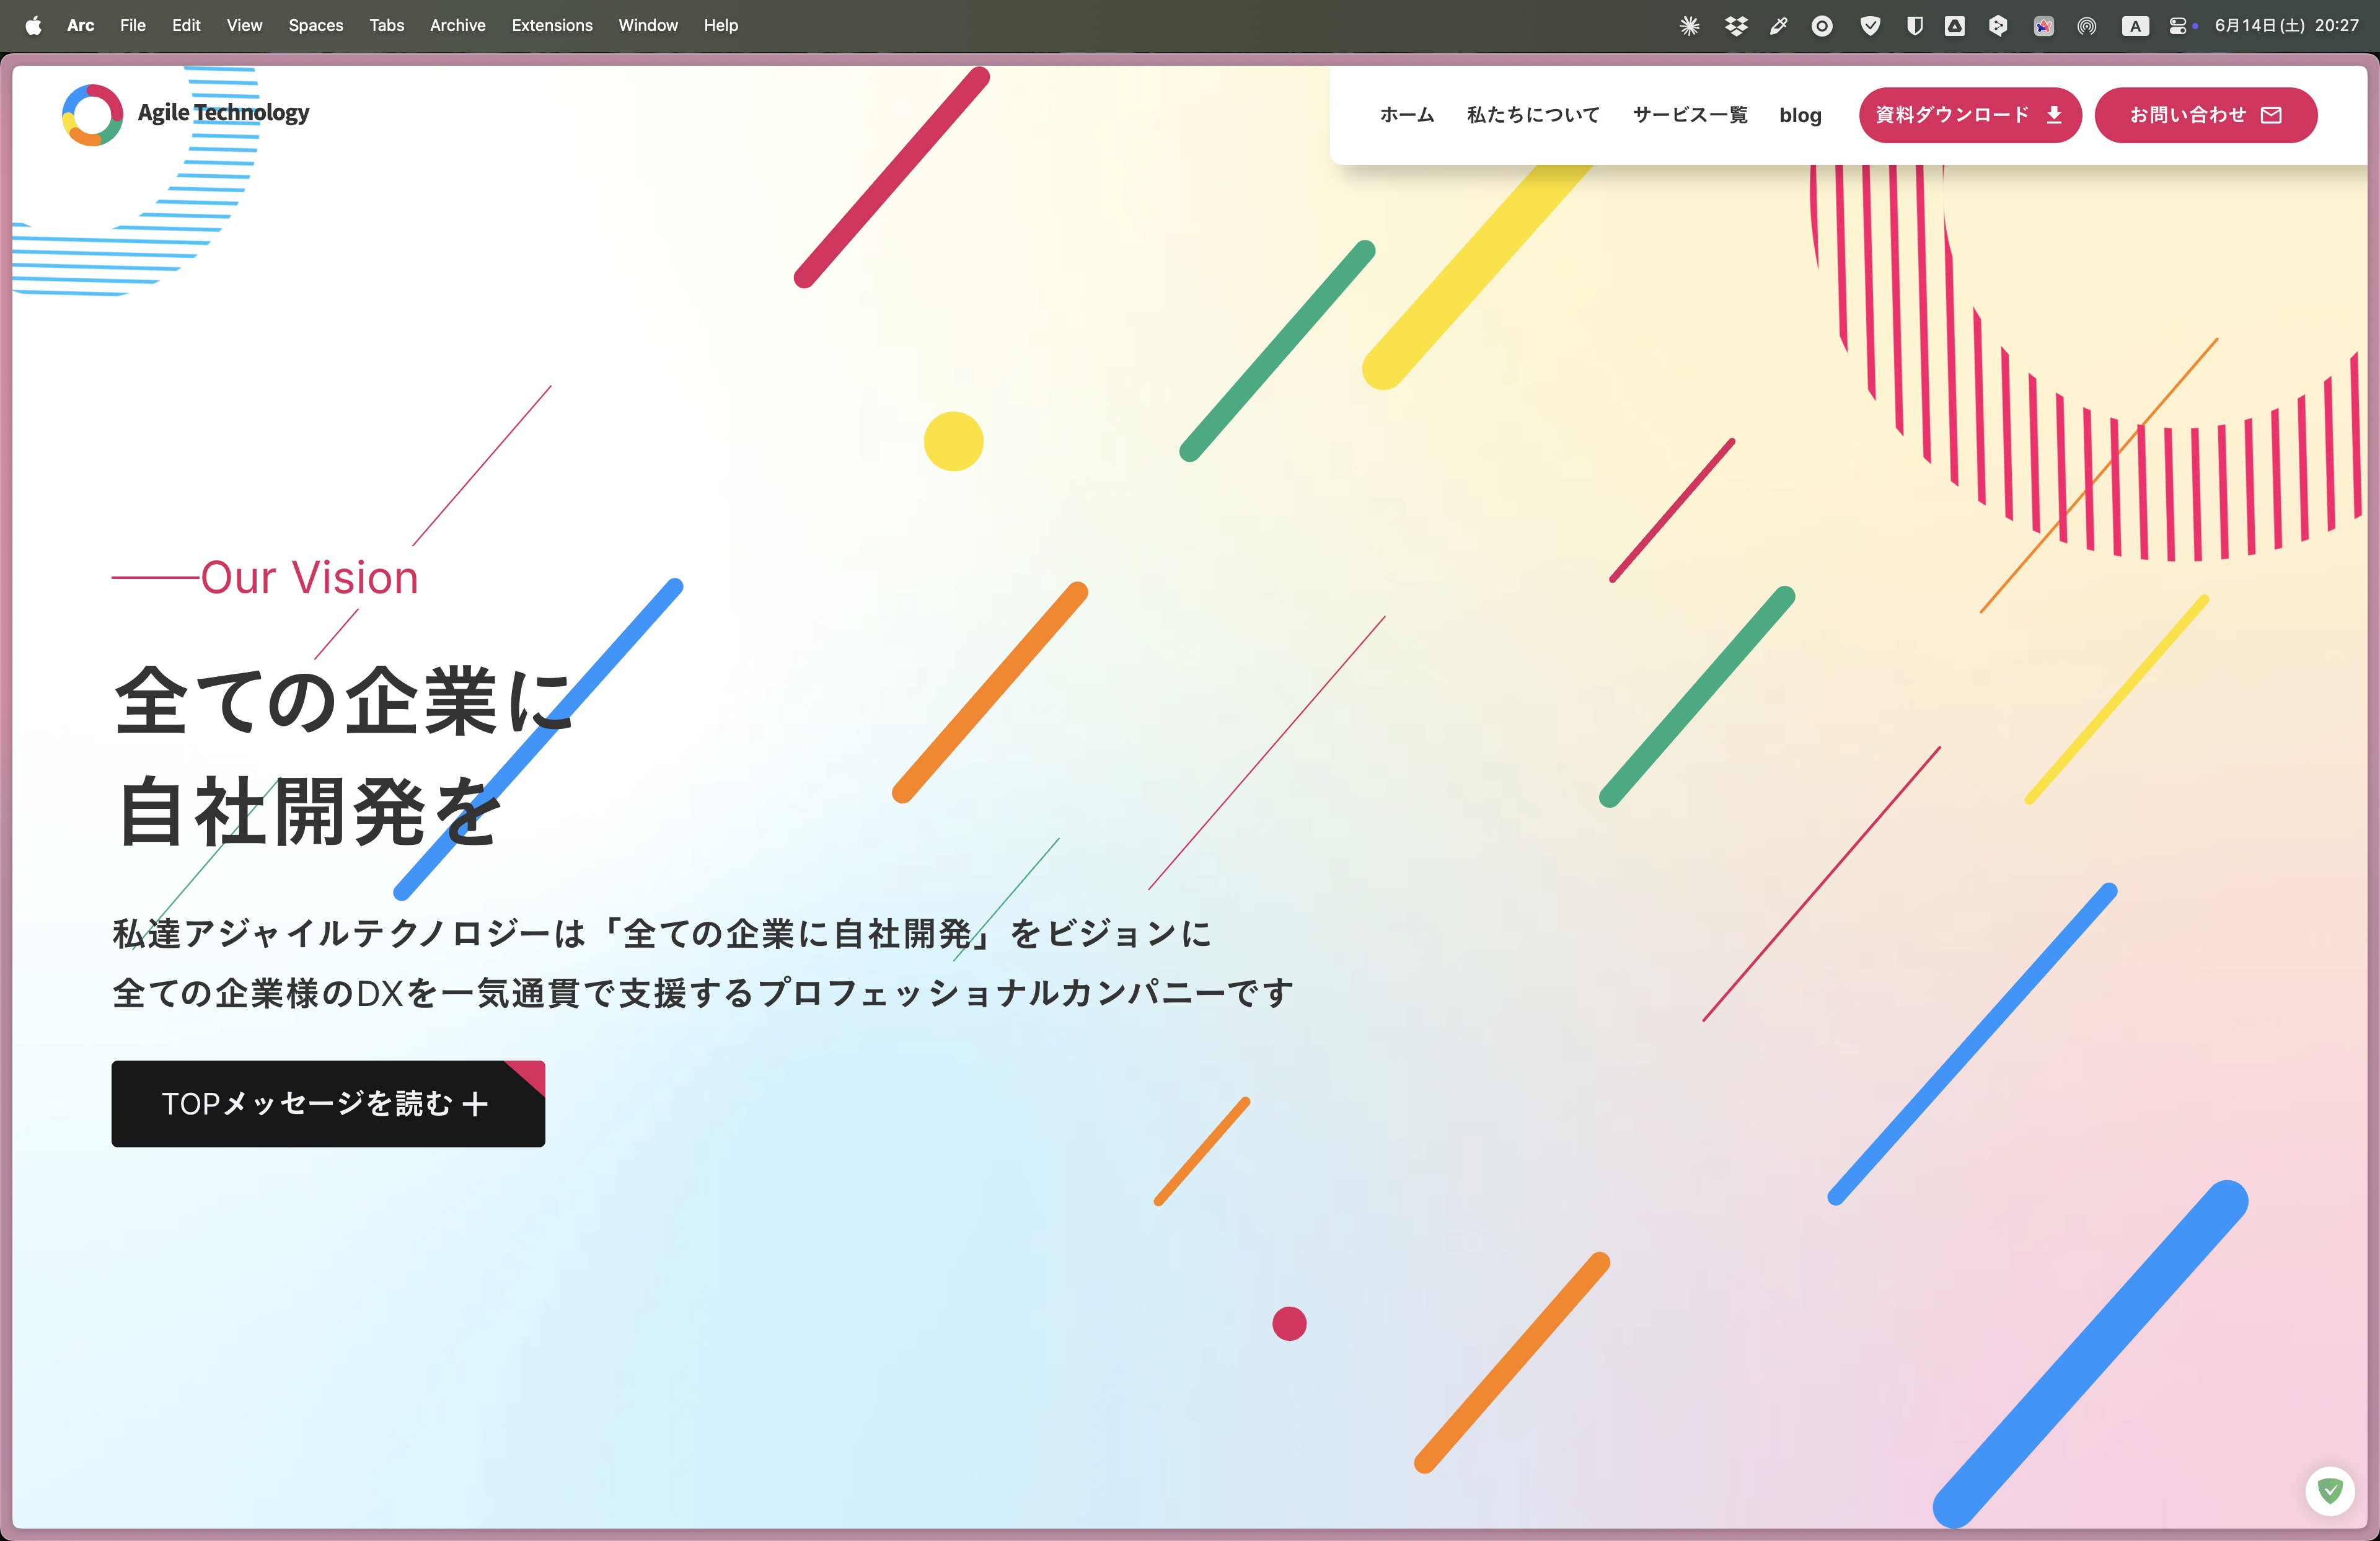 Arc File Edit View Spaces Tabs Archive Extensions Window Help A 6月14日(土) 20:27
Agile Technology
ホーム 私たちについて サービス一覧 blog 資料ダウンロード お問い合わせ
Our Vision
全ての企業に
自社開発を
私達アジャイルテクノロジーは「全ての企業に自社開発」をビジョンに
全ての企業様のDXを一気通貫で支援するプロフェッショナルカンパニーです
TOPメッセージを読む＋